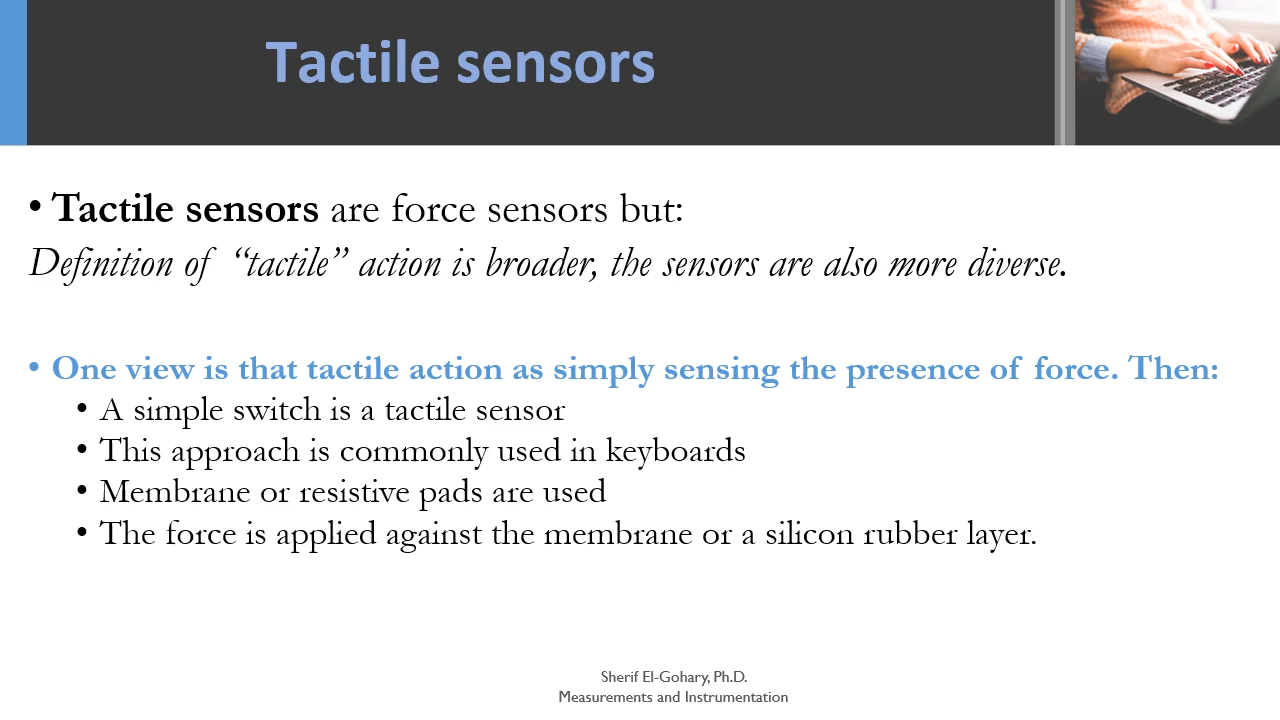 Tactile sensors
• Tactile sensors are force sensors but:
Definition of “tactile” action is broader, the sensors are also more diverse.
• One view is that tactile action as simply sensing the presence of force. Then:
• A simple switch is a tactile sensor
• This approach is commonly used in keyboards
• Membrane or resistive pads are used
• The force is applied against the membrane or a silicon rubber layer.
Sherif El-Gohary, Ph.D.
Measurements and Instrumentation